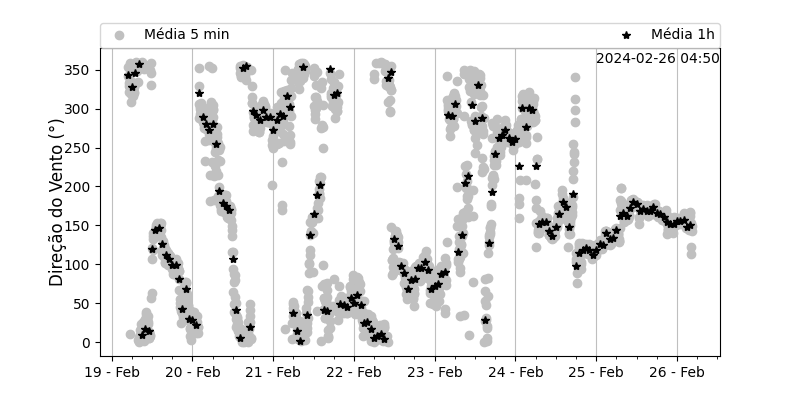 Média 5 min
Média 1h
2024-02-26 04:50
Direção do Vento (°)
350
300
250
200
150
100
50
0
19 - Feb
20 - Feb
21 - Feb
22 - Feb
23 - Feb
24 - Feb
25 - Feb
26 - Feb